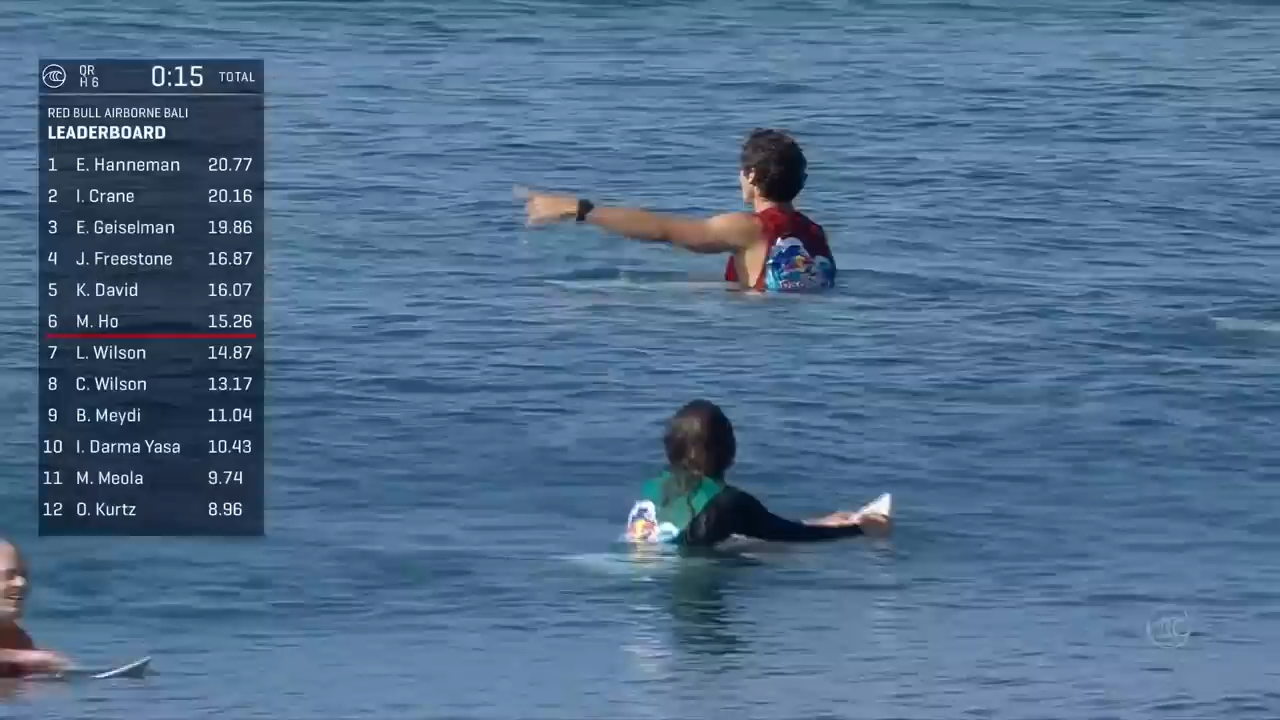 QR
H 6
0:15 TOTAL
RED BULL AIRBORNE BALI
LEADERBOARD
1 E. Hanneman 20.77
2 I. Crane 20.16
3 E. Geiselman 19.86
4 J. Freestone 16.87
5 K. David 16.07
6 M. Ho 15.26
7 L. Wilson 14.87
8 C. Wilson 13.17
9 B. Meydi 11.04
10 I. Darma Yasa 10.43
11 M. Meola 9.74
12 O. Kurtz 8.96